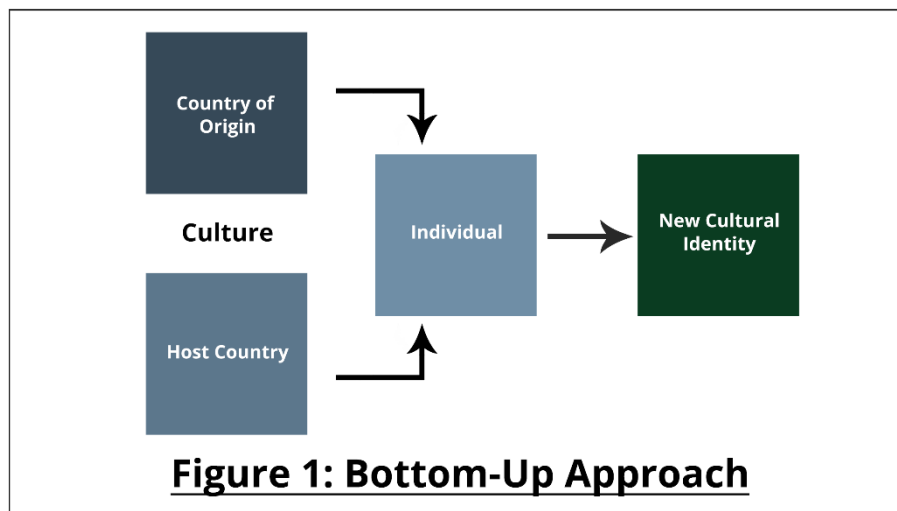 Country of
Origin
Culture
Host Country
Individual
New Cultural
Identity
Figure 1: Bottom-Up Approach